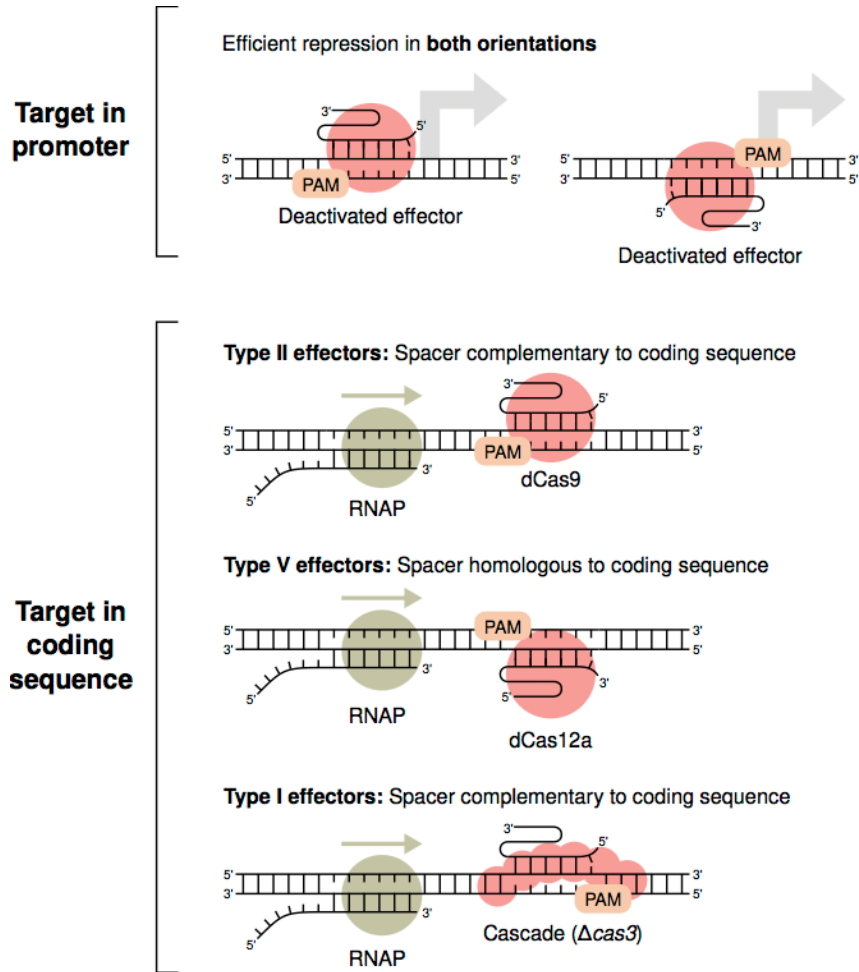 Efficient repression in both orientations
Target in
promoter
3'
5'
5'
3'
3'
5'
PAM
Deactivated effector
5'
3'
3'
5'
PAM
5'
3'
Deactivated effector
Type II effectors: Spacer complementary to coding sequence
3'
5'
5'
3'
3'
5'
PAM
3'
5'
RNAP
dCas9
Target in
coding
sequence
Type V effectors: Spacer homologous to coding sequence
PAM
5'
3'
3'
5'
3'
5'
5'
3'
RNAP
dCas12a
Type I effectors: Spacer complementary to coding sequence
3'
5'
5'
3'
3'
5'
PAM
3'
5'
RNAP
Cascade (Δcas3)